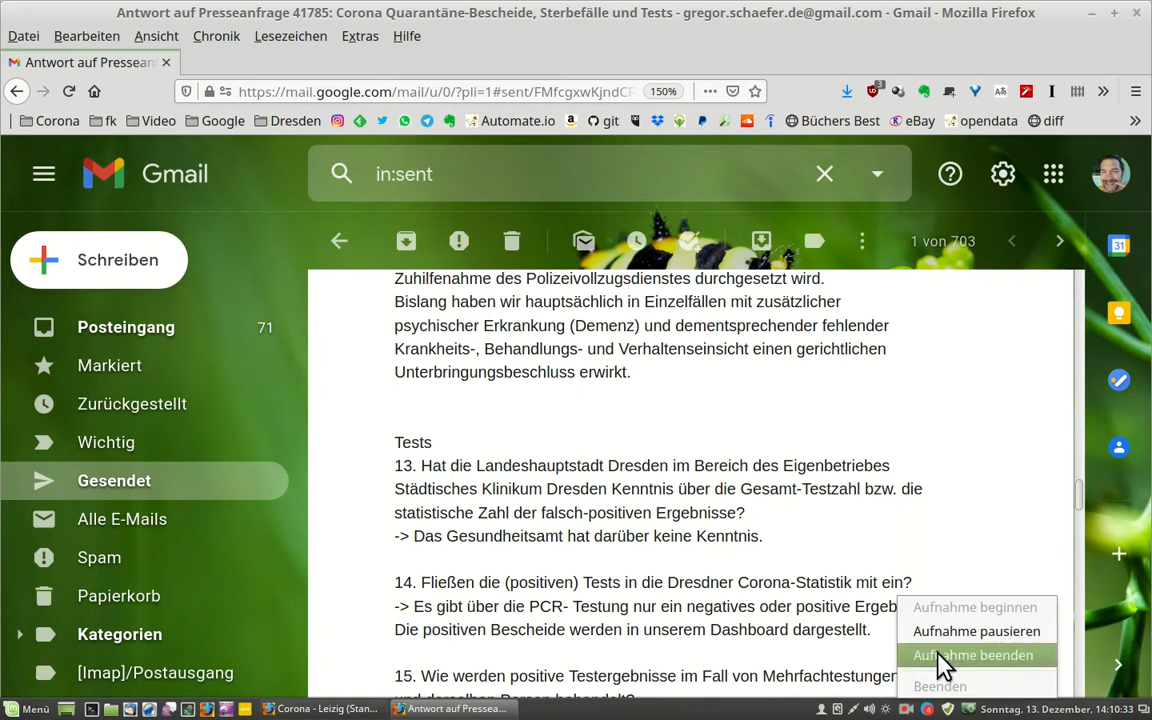 Antwort auf Presseanfrage 41785: Corona Quarantäne-Bescheide, Sterbefälle und Tests - gregor.schaefer.de@gmail.com - Gmail - Mozilla Firefox
Datei Bearbeiten Ansicht Chronik Lesezeichen Extras Hilfe
Antwort auf Pressean
https://mail.google.com/mail/u/0/?pli=1#sent/FMfcgxwKjndCF 150%
Corona fk Video Google Dresden Automate.io git Büchers Best eBay opendata diff
Gmail
in:sent
Schreiben
1 von 703
31
Posteingang 71
Markiert
Zurückgestellt
Wichtig
Gesendet
Alle E-Mails
Spam
Papierkorb
Kategorien
[Imap]/Postausgang
Zuhilfenahme des Polizeivollzugsdienstes durchgesetzt wird.
Bislang haben wir hauptsächlich in Einzelfällen mit zusätzlicher
psychischer Erkrankung (Demenz) und dementsprechender fehlender
Krankheits-, Behandlungs- und Verhaltenseinsicht einen gerichtlichen
Unterbringungsbeschluss erwirkt.
Tests
13. Hat die Landeshauptstadt Dresden im Bereich des Eigenbetriebes
Städtisches Klinikum Dresden Kenntnis über die Gesamt-Testzahl bzw. die
statistische Zahl der falsch-positiven Ergebnisse?
-> Das Gesundheitsamt hat darüber keine Kenntnis.
14. Fließen die (positiven) Tests in die Dresdner Corona-Statistik mit ein?
-> Es gibt über die PCR- Testung nur ein negatives oder positive Ergeb
Die positiven Bescheide werden in unserem Dashboard dargestellt.
15. Wie werden positive Testergebnisse im Fall von Mehrfachtestungen
Aufnahme beginnen
Aufnahme pausieren
Aufnahme beenden
Beenden
Menü
Corona - Leizig (Stan...
Antwort auf Pressea...
Sonntag, 13. Dezember, 14:10:33